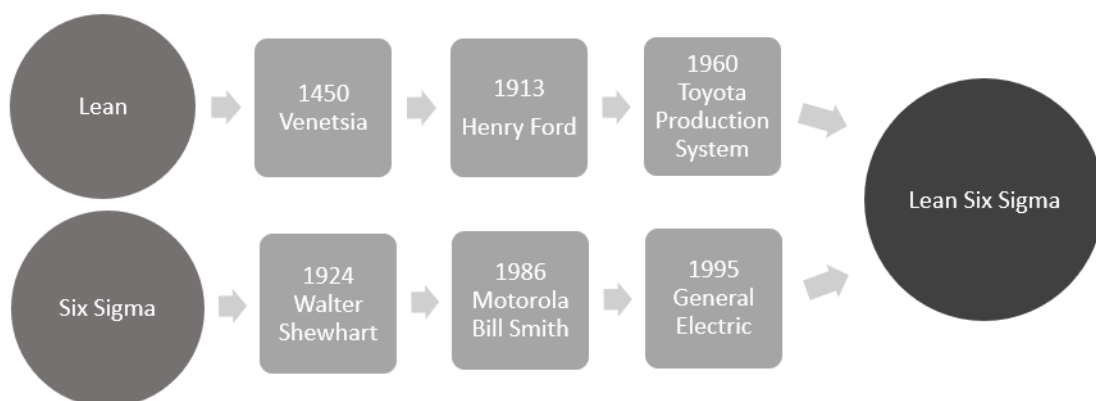 Lean
1450
Venetsia
1913
Henry Ford
1960
Toyota
Production
System
Lean Six Sigma
Six Sigma
1924
Walter
Shewhart
1986
Motorola
Bill Smith
1995
General
Electric